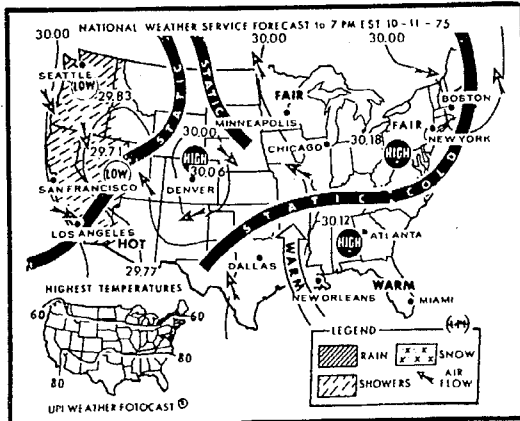 NATIONAL WEATHER SERVICE FORECAST to 7 PM EST 10-11-75
30.00
30.00
30.00
SEATTLE
LOW
29.83
STATIC
STATIC
FAIR
BOSTON
MINNEAPOLIS
30.00
29.71
HIGH
30.06
CHICAGO
30.18
FAIR
NEW YORK
HIGH
LOW
SAN FRANCISCO
DENVER
STATIC
COLD
LOS ANGELES
HOT
30.12
HIGH
ATLANTA
29.77
DALLAS
WARM
HIGHEST TEMPERATURES
NEW ORLEANS
WARM
MIAMI
60
60
80
80
LEGEND
RAIN
SNOW
SHOWERS
AIR
FLOW
UPI WEATHER FOTOCAST ®